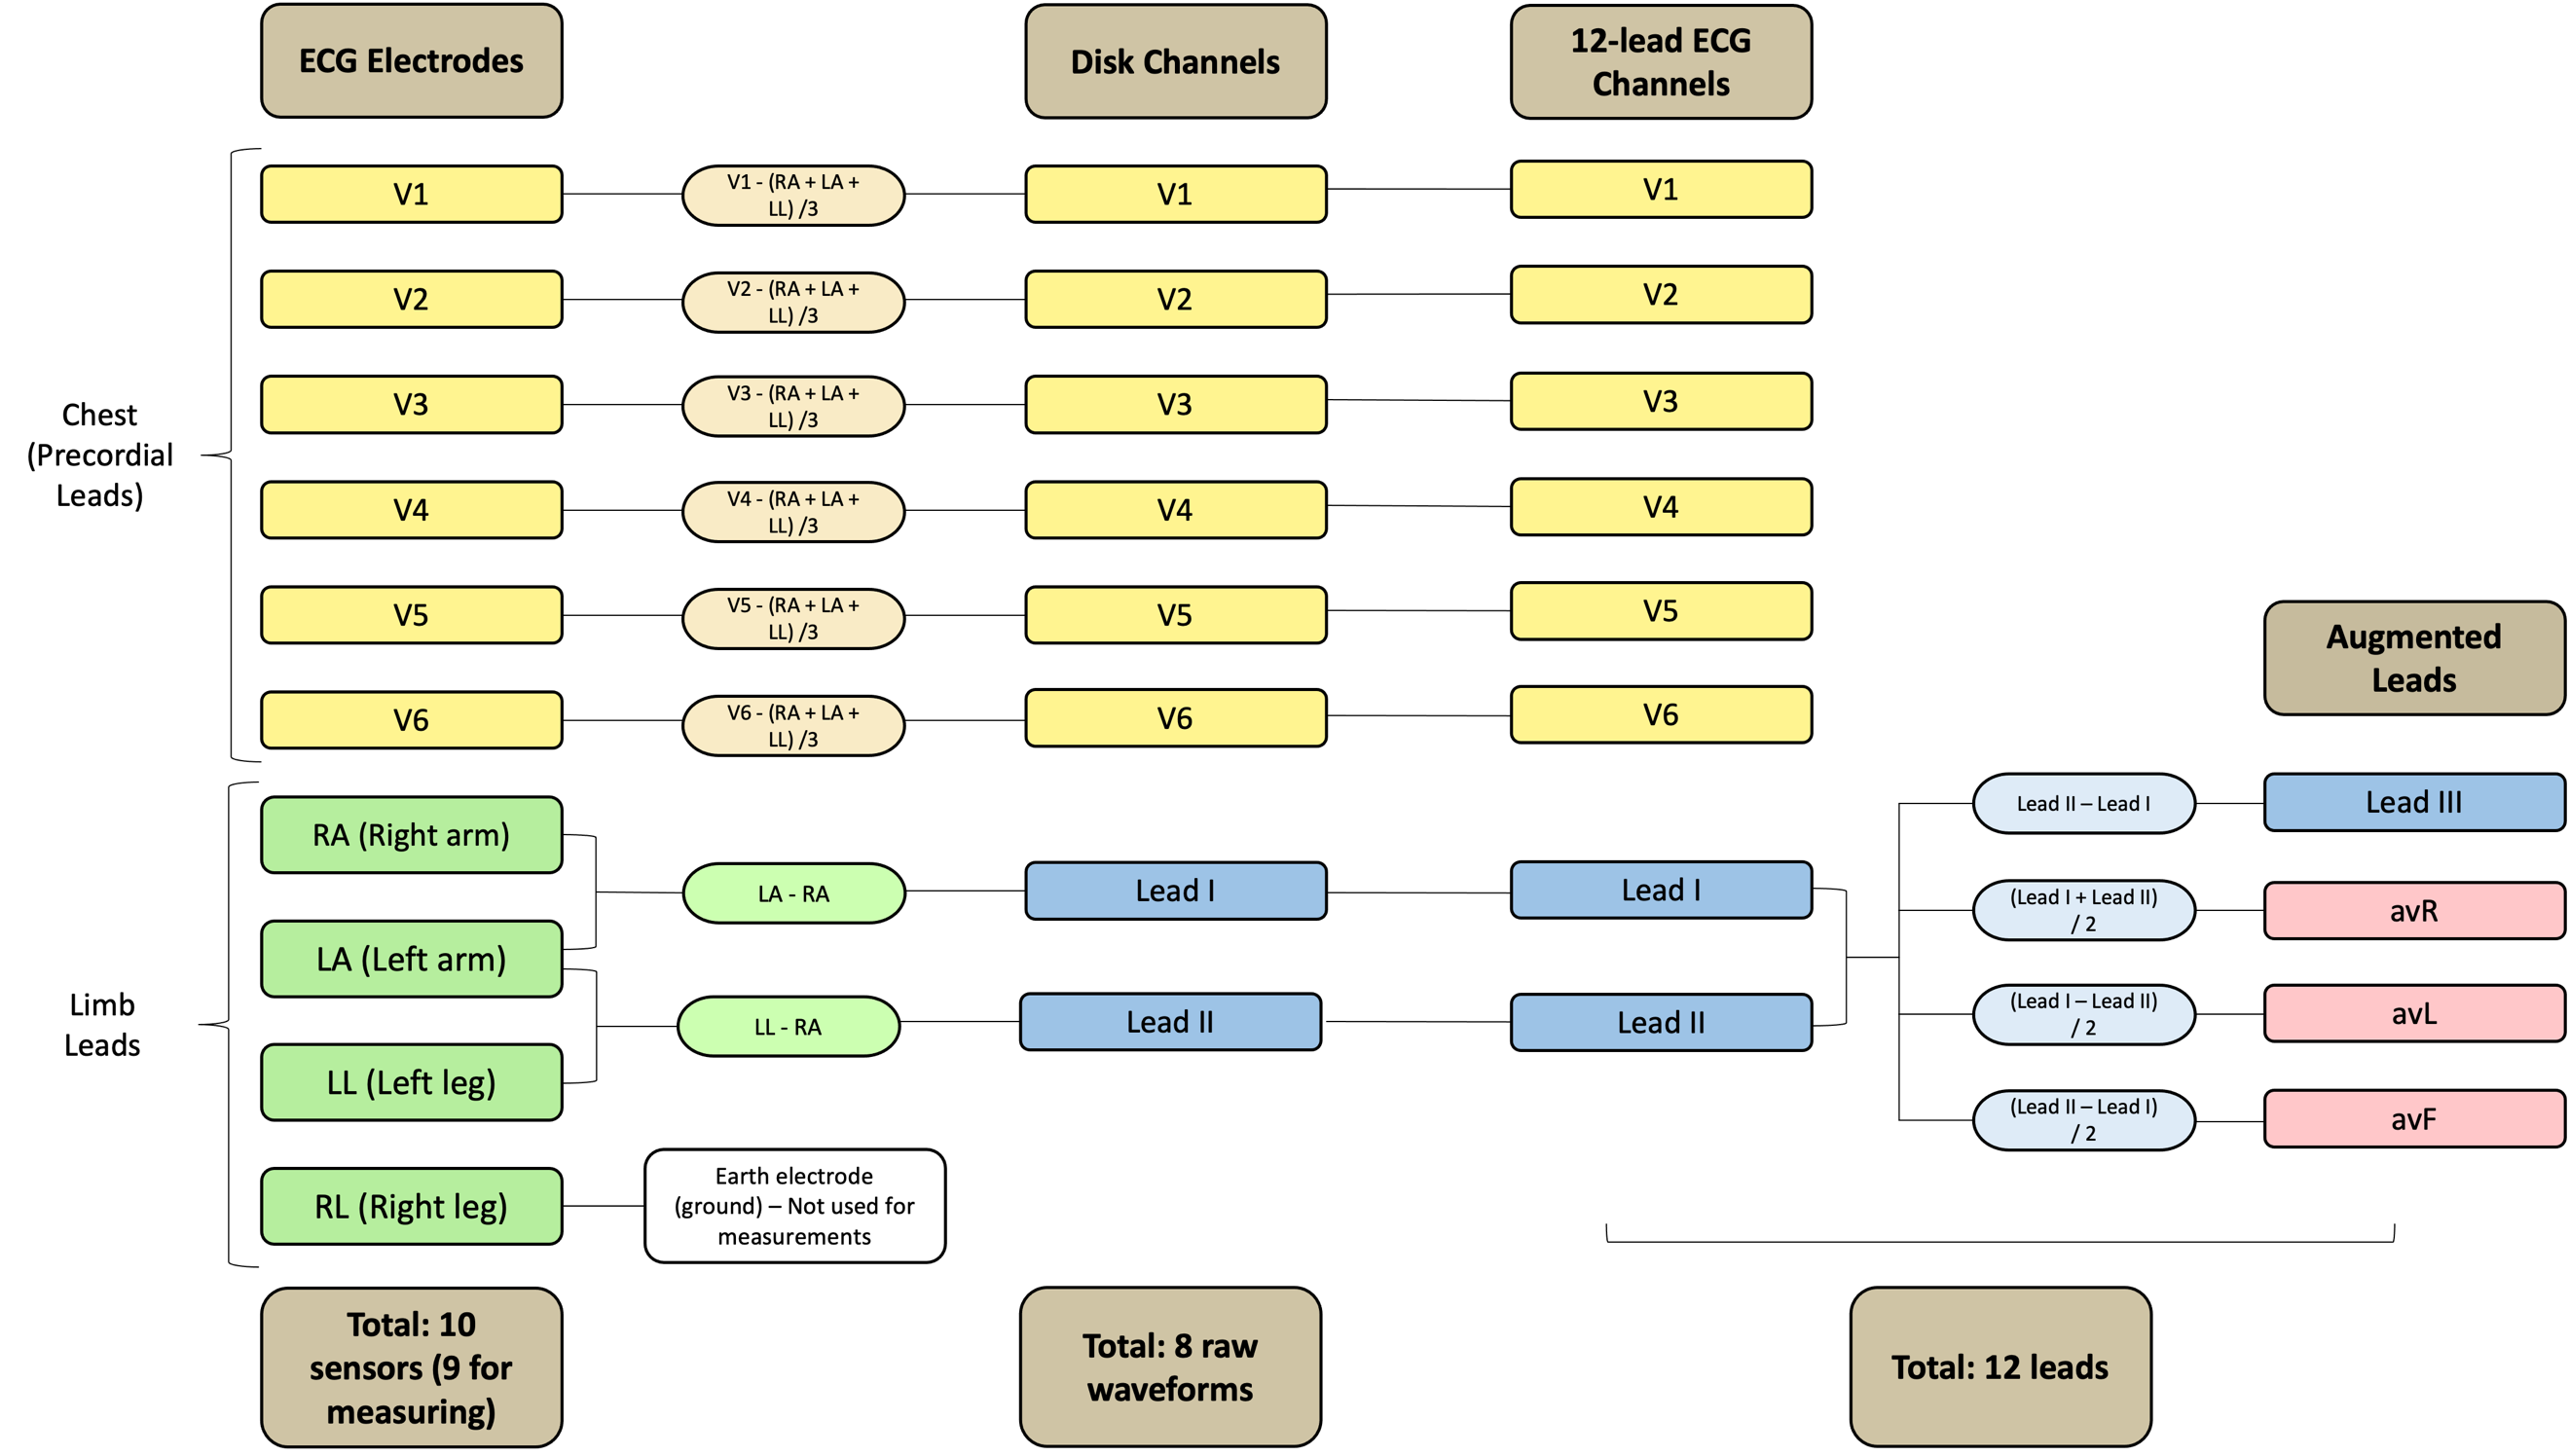 ECG Electrodes
Disk Channels
12-lead ECG
Channels
Chest
(Precordial
Leads)
V1
V1 - (RA + LA +
LL) /3
V1
V1
V2
V2 - (RA + LA +
LL) /3
V2
V2
V3
V3 - (RA + LA +
LL) /3
V3
V3
V4
V4 - (RA + LA +
LL) /3
V4
V4
V5
V5 - (RA + LA +
LL) /3
V5
V5
V6
V6 - (RA + LA +
LL) /3
V6
V6
Augmented
Leads
Limb
Leads
RA (Right arm)
LA (Left arm)
LL (Left leg)
RL (Right leg)
LA - RA
LL - RA
Earth electrode
(ground) – Not used for
measurements
Lead I
Lead II
Lead I
Lead II
Lead II – Lead I
Lead III
(Lead I + Lead II)
/ 2
avR
(Lead I – Lead II)
/ 2
avL
(Lead II – Lead I)
/ 2
avF
Total: 10
sensors (9 for
measuring)
Total: 8 raw
waveforms
Total: 12 leads